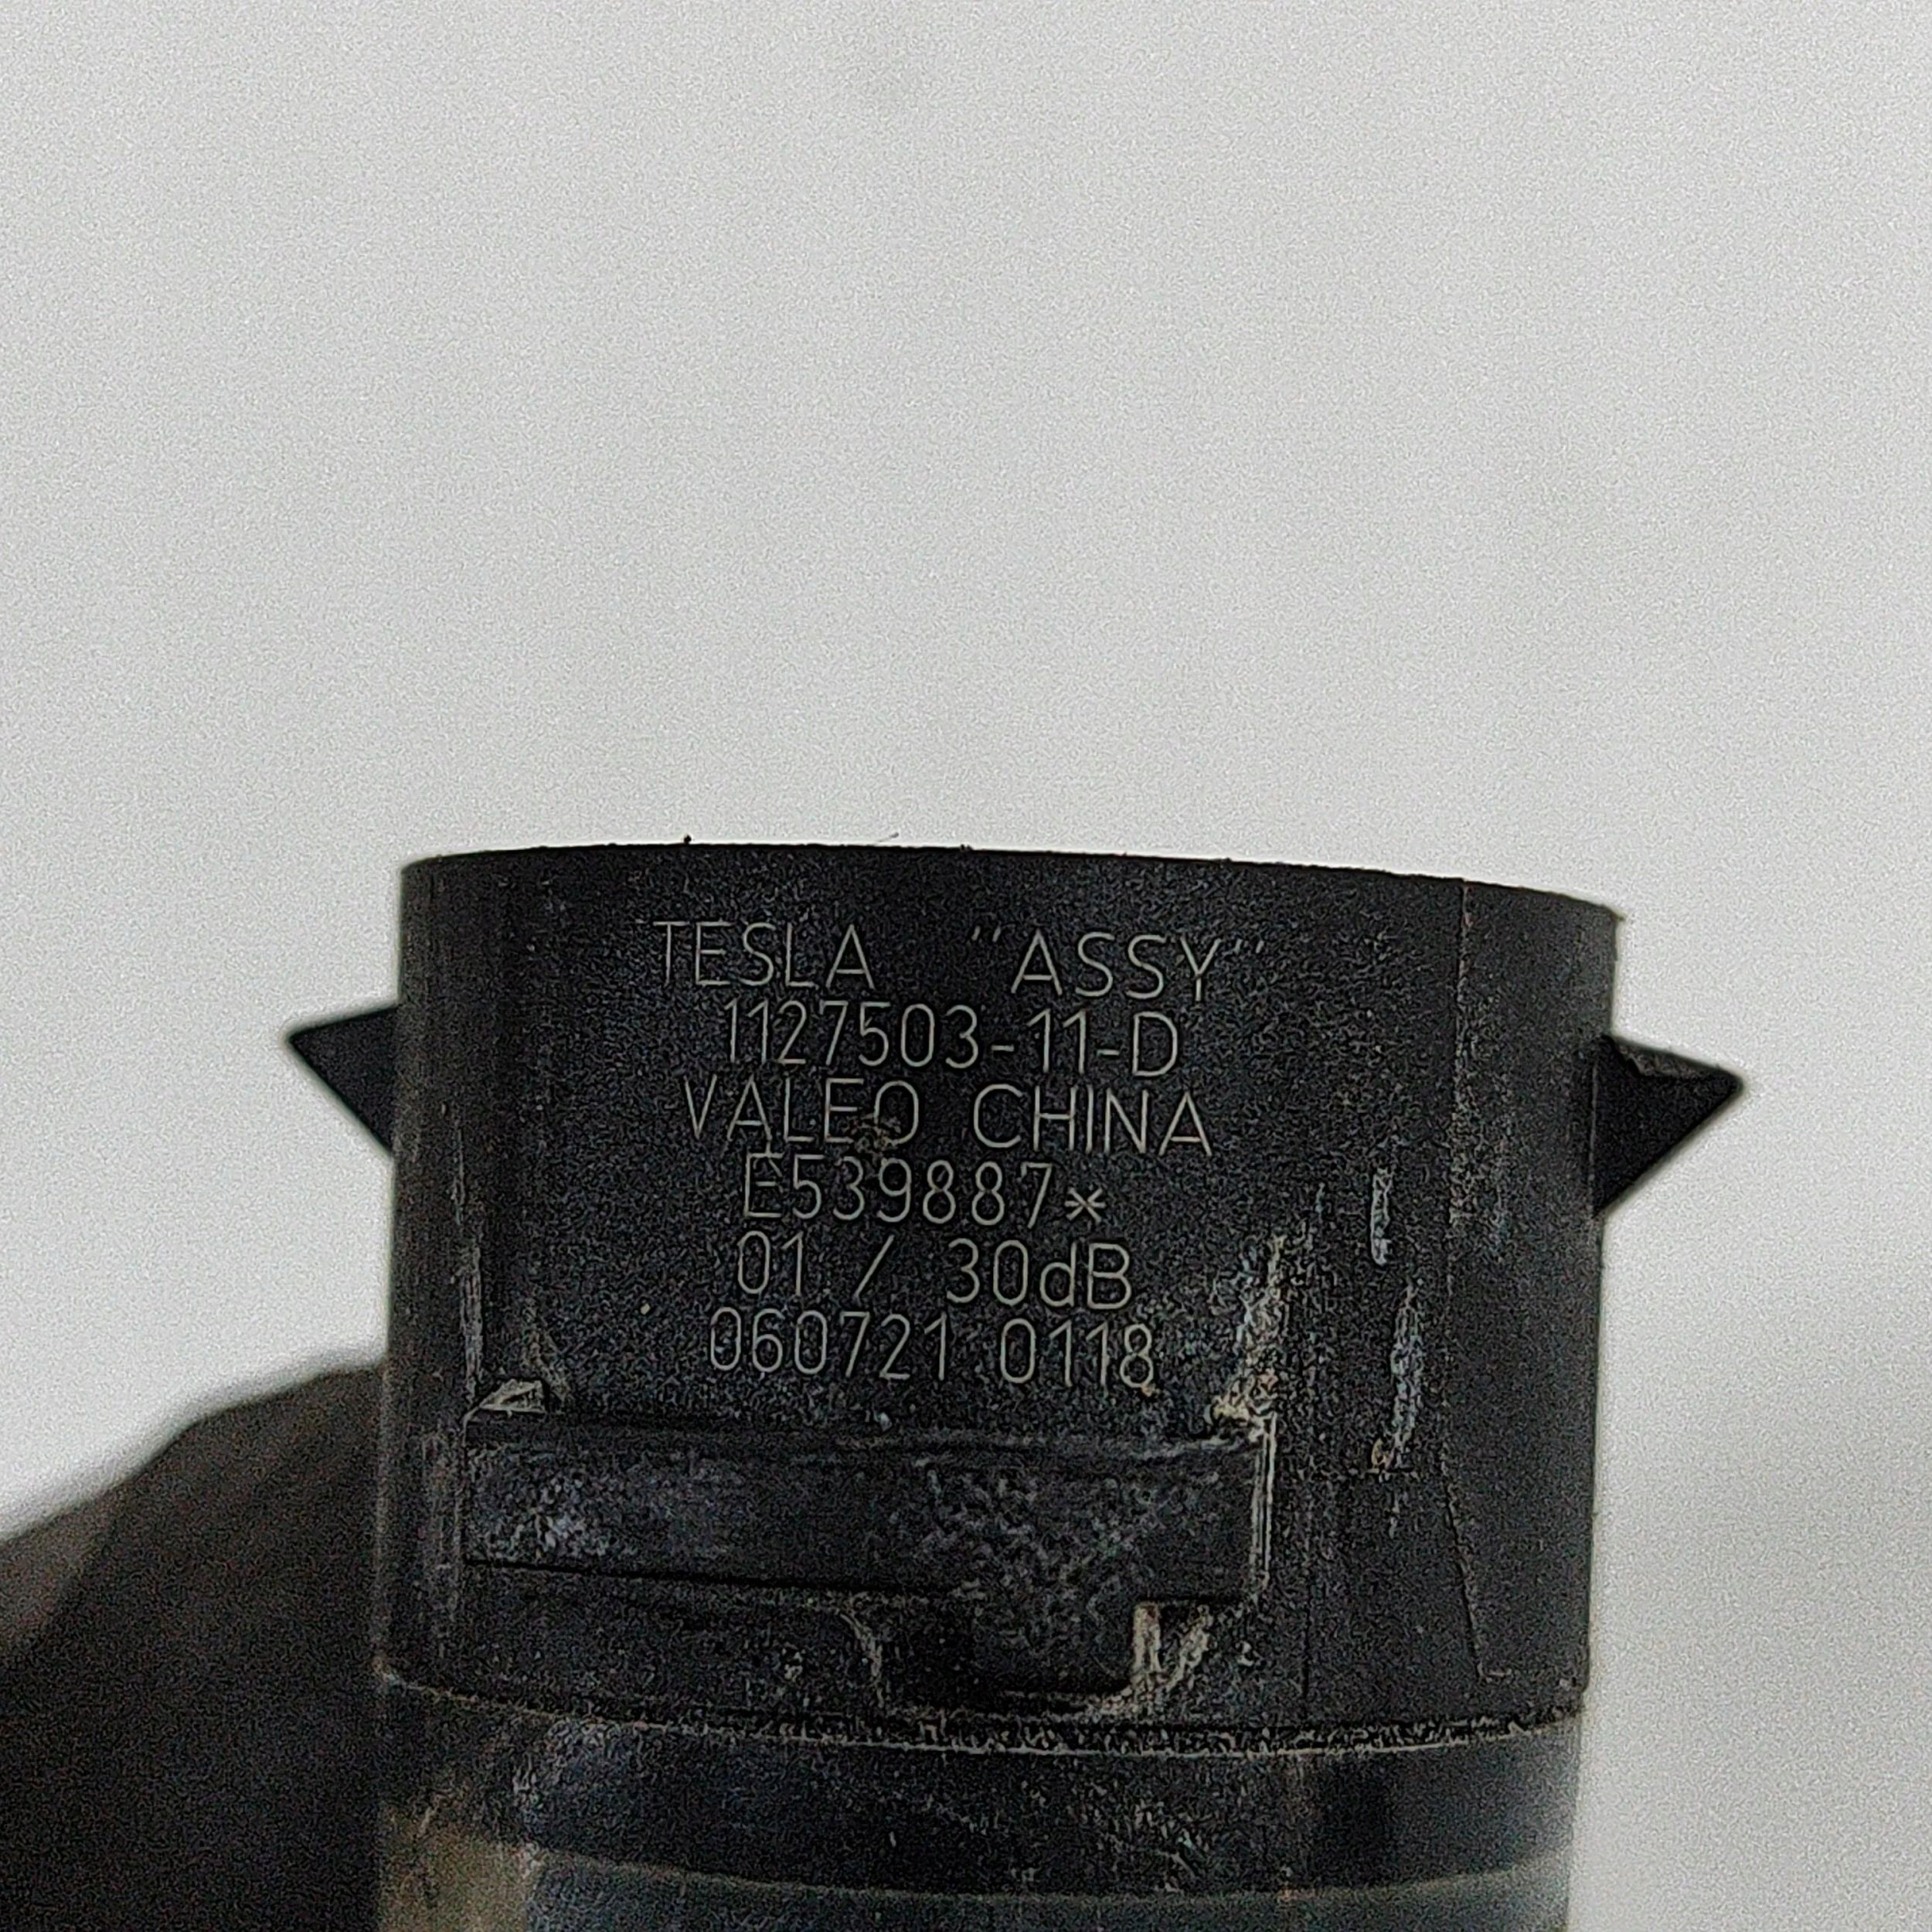 TESLA "ASSY"
1127503-11-D
VALEO CHINA
E539887*
01 / 30dB
060721 0118